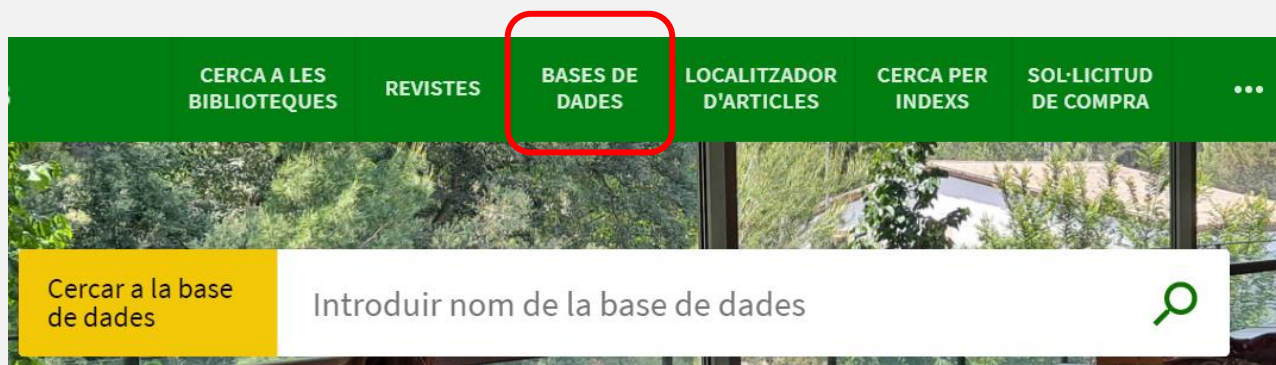 CERCA A LES
BIBLIOTEQUES
REVISTES
BASES DE
DADES
LOCALITZADOR
D'ARTICLES
CERCA PER
INDEXS
SOL·LICITUD
DE COMPRA
•••
Cercar a la base
de dades
Introduir nom de la base de dades